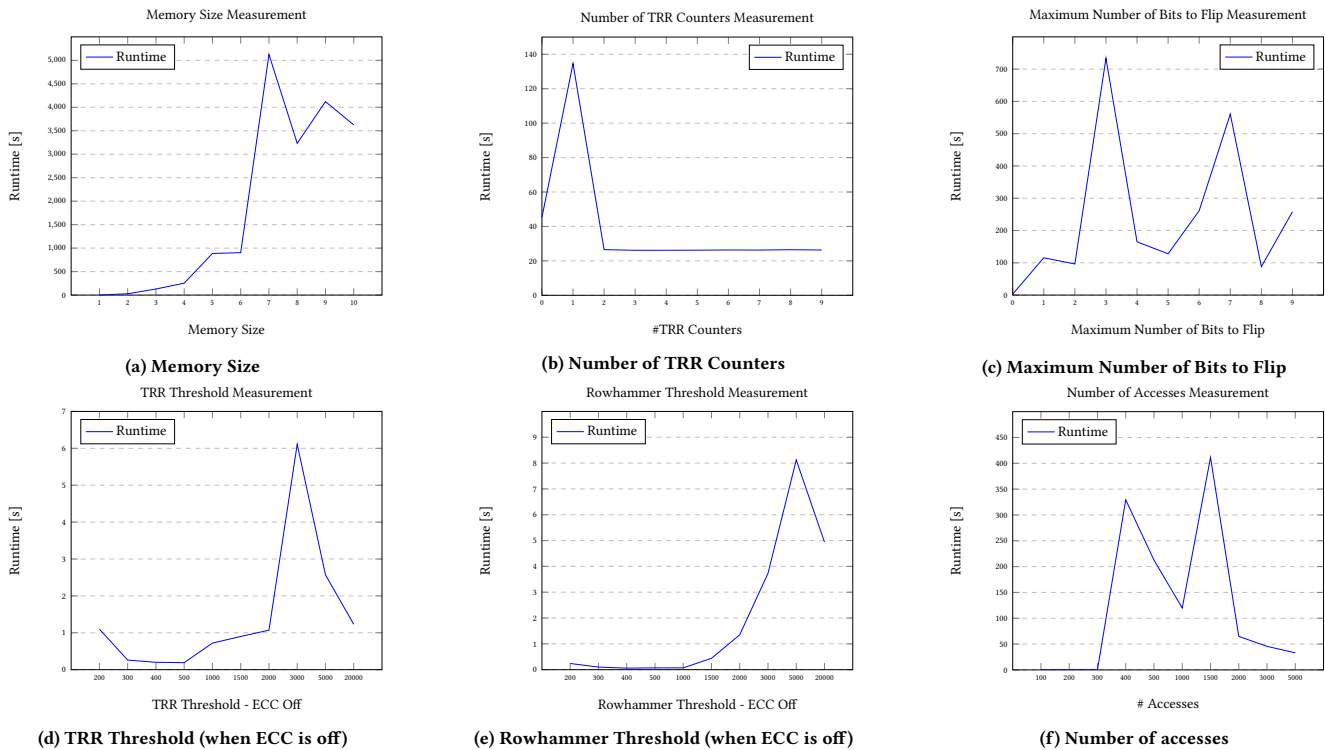 Memory Size Measurement
Runtime
5,000
4,500
4,000
3,500
3,000
2,500
2,000
1,500
1,000
500
0
Runtime [s]
1 2 3 4 5 6 7 8 9 10
Memory Size
(a) Memory Size
Number of TRR Counters Measurement
Runtime
140
120
100
80
60
40
20
0
Runtime [s]
0 1 2 3 4 5 6 7 8 9
#TRR Counters
(b) Number of TRR Counters
Maximum Number of Bits to Flip Measurement
Runtime
700
600
500
400
300
200
100
0
Runtime [s]
0 1 2 3 4 5 6 7 8 9
Maximum Number of Bits to Flip
(c) Maximum Number of Bits to Flip
TRR Threshold Measurement
Runtime
7
6
5
4
3
2
1
0
Runtime [s]
200 300 400 500 1000 1500 2000 3000 5000 20000
TRR Threshold - ECC Off
(d) TRR Threshold (when ECC is off)
Rowhammer Threshold Measurement
Runtime
9
8
7
6
5
4
3
2
1
0
Runtime [s]
200 300 400 500 1000 1500 2000 3000 5000 20000
Rowhammer Threshold - ECC Off
(e) Rowhammer Threshold (when ECC is off)
Number of Accesses Measurement
Runtime
450
400
350
300
250
200
150
100
50
0
Runtime [s]
100 200 300 400 500 1000 1500 2000 3000 5000
# Accesses
(f) Number of accesses